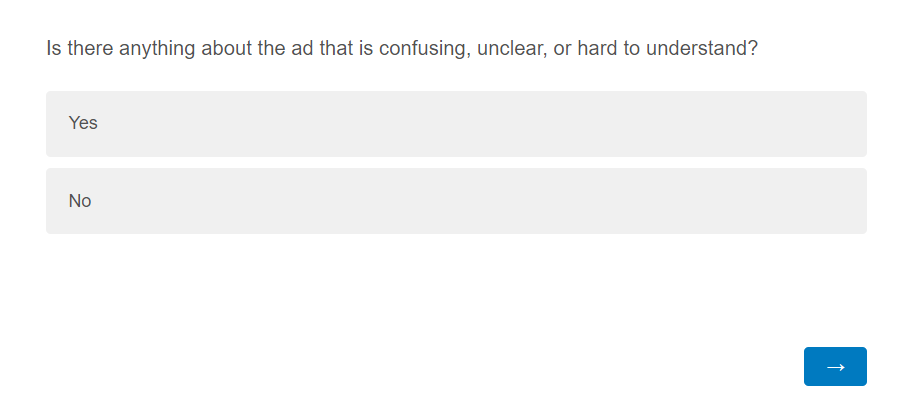 Is there anything about the ad that is confusing, unclear, or hard to understand?
Yes
No
→